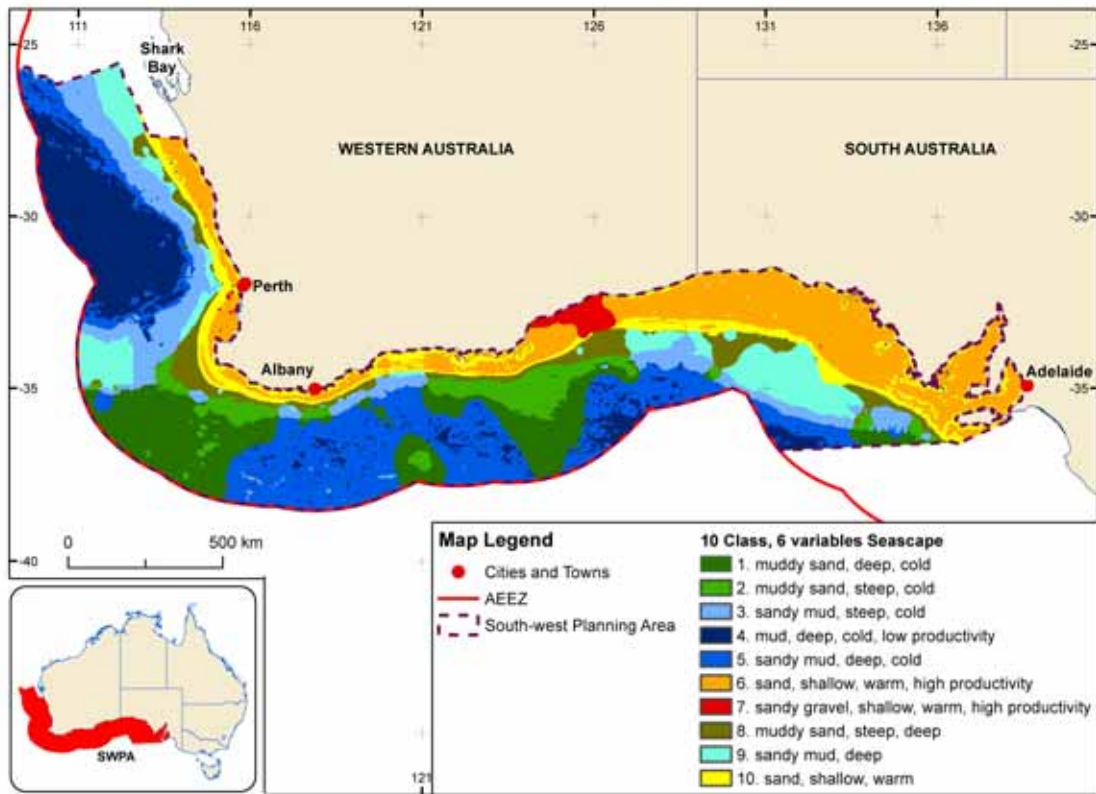 111
116
121
126
131
136
-25
-25
Shark
Bay
WESTERN AUSTRALIA
SOUTH AUSTRALIA
-30
-30
Perth
Albany
Adelaide
-35
-35
-40
0 500 km
121
SWPA
Map Legend
Cities and Towns
AEEZ
South-west Planning Area
10 Class, 6 variables Seascape
1. muddy sand, deep, cold
2. muddy sand, steep, cold
3. sandy mud, steep, cold
4. mud, deep, cold, low productivity
5. sandy mud, deep, cold
6. sand, shallow, warm, high productivity
7. sandy gravel, shallow, warm, high productivity
8. muddy sand, steep, deep
9. sandy mud, deep
10. sand, shallow, warm